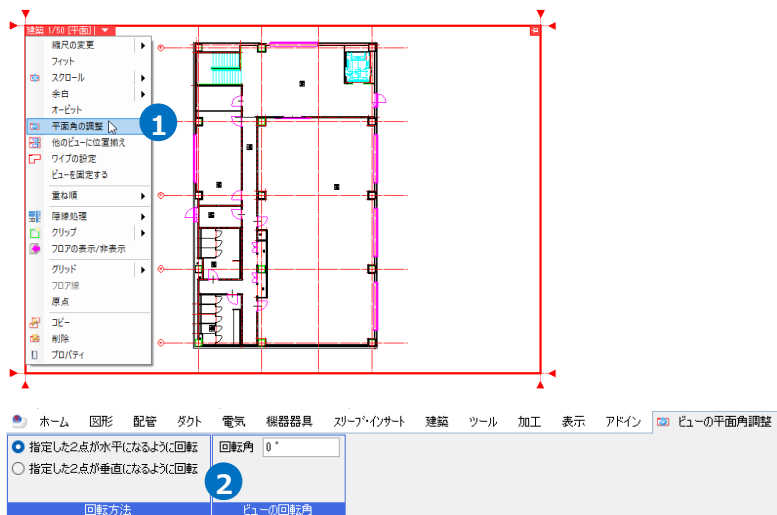 建築 1/50 [平面]
縮尺の変更
フィット
スクロール
余白
オービット
平面角の調整
1
他のビューに位置揃え
ワイプの設定
ビューを固定する
重ね順
陰線処理
クリップ
フロアの表示/非表示
グリッド
フロア線
原点
コピー
削除
プロパティ
ホーム 図形 配管 ダクト 電気 機器器具 スリーブ・インサート 建築 ツール 加工 表示 アドイン ビューの平面角調整
指定した2点が水平になるように回転 回転角 0°
指定した2点が垂直になるように回転
2
回転方法 ビューの回転角